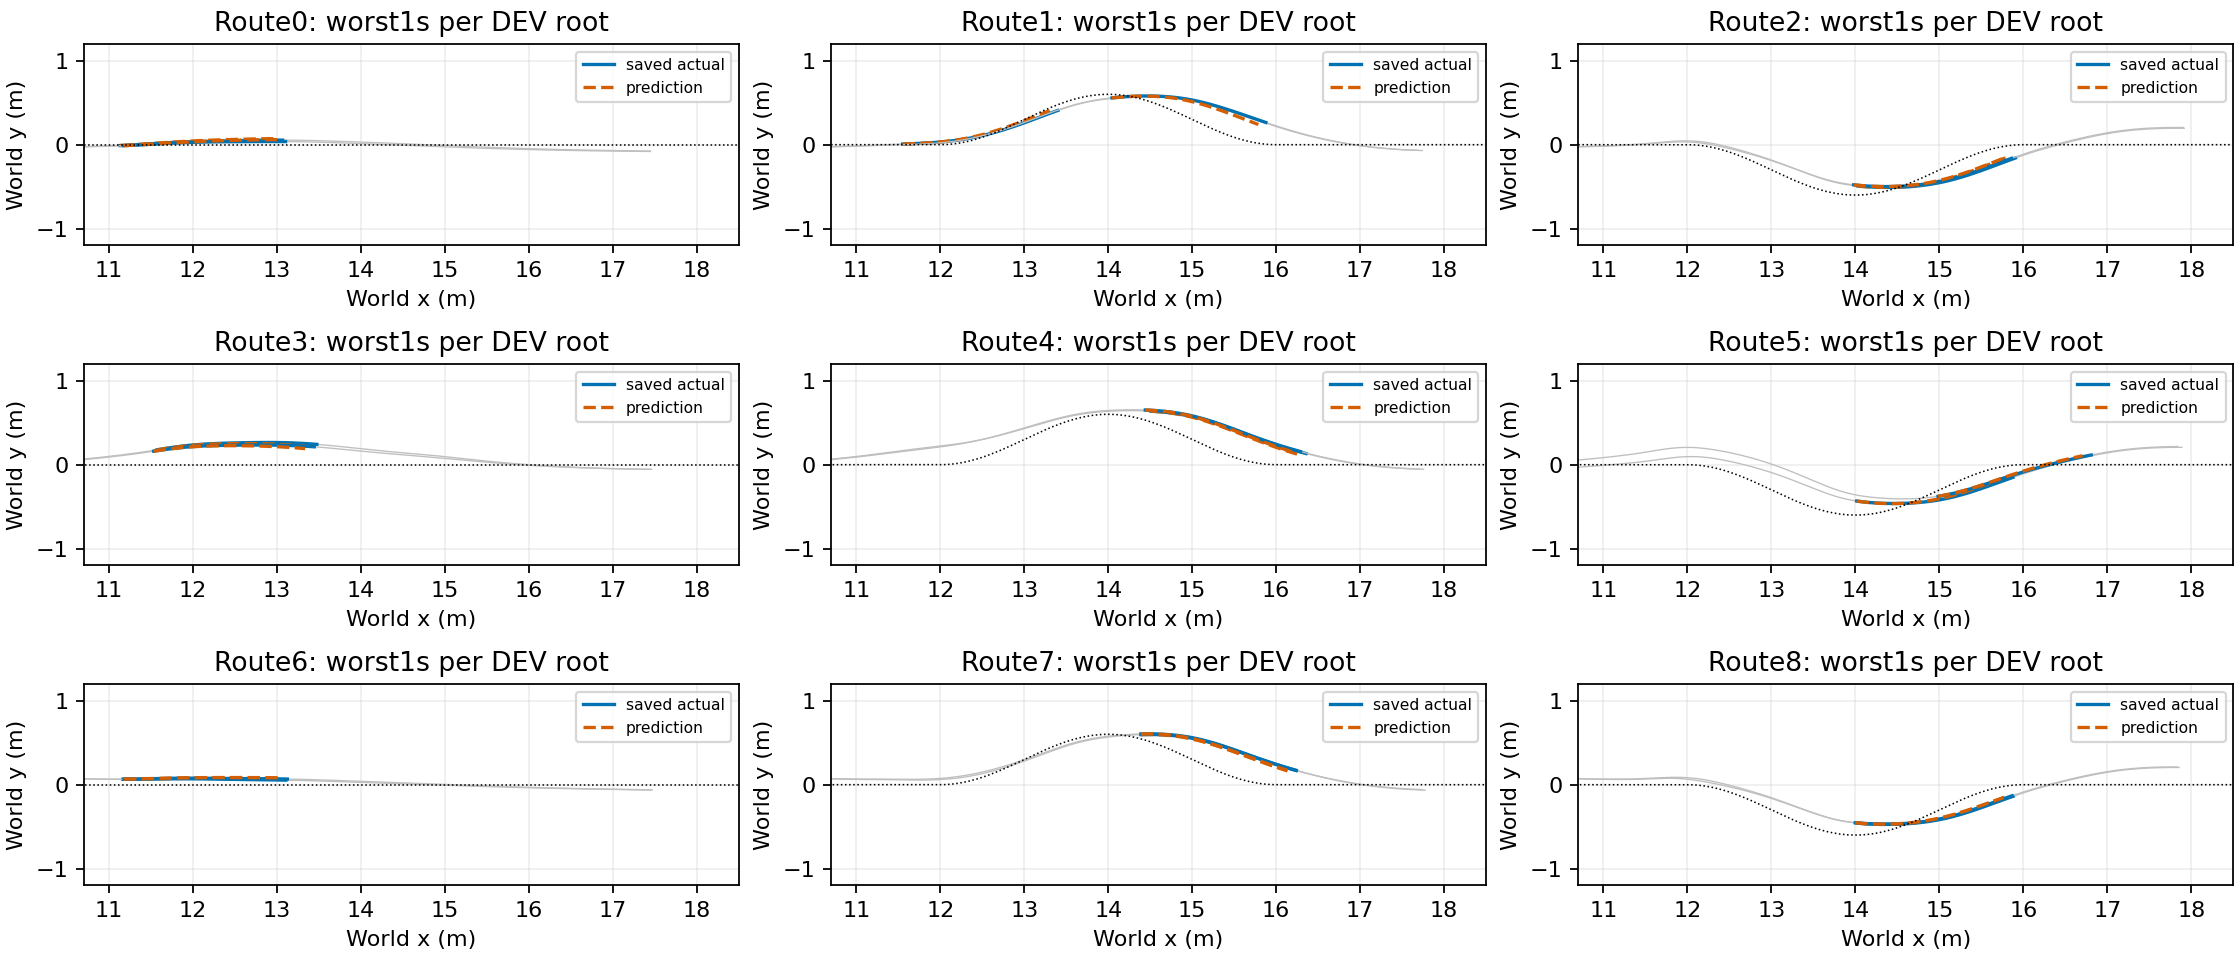 Route0: worst1s per DEV root
World y (m)
1
0
−1
saved actual
prediction
11 12 13 14 15 16 17 18
World x (m)
Route1: worst1s per DEV root
World y (m)
1
0
−1
saved actual
prediction
11 12 13 14 15 16 17 18
World x (m)
Route2: worst1s per DEV root
World y (m)
1
0
−1
saved actual
prediction
11 12 13 14 15 16 17 18
World x (m)
Route3: worst1s per DEV root
World y (m)
1
0
−1
saved actual
prediction
11 12 13 14 15 16 17 18
World x (m)
Route4: worst1s per DEV root
World y (m)
1
0
−1
saved actual
prediction
11 12 13 14 15 16 17 18
World x (m)
Route5: worst1s per DEV root
World y (m)
1
0
−1
saved actual
prediction
11 12 13 14 15 16 17 18
World x (m)
Route6: worst1s per DEV root
World y (m)
1
0
−1
saved actual
prediction
11 12 13 14 15 16 17 18
World x (m)
Route7: worst1s per DEV root
World y (m)
1
0
−1
saved actual
prediction
11 12 13 14 15 16 17 18
World x (m)
Route8: worst1s per DEV root
World y (m)
1
0
−1
saved actual
prediction
11 12 13 14 15 16 17 18
World x (m)